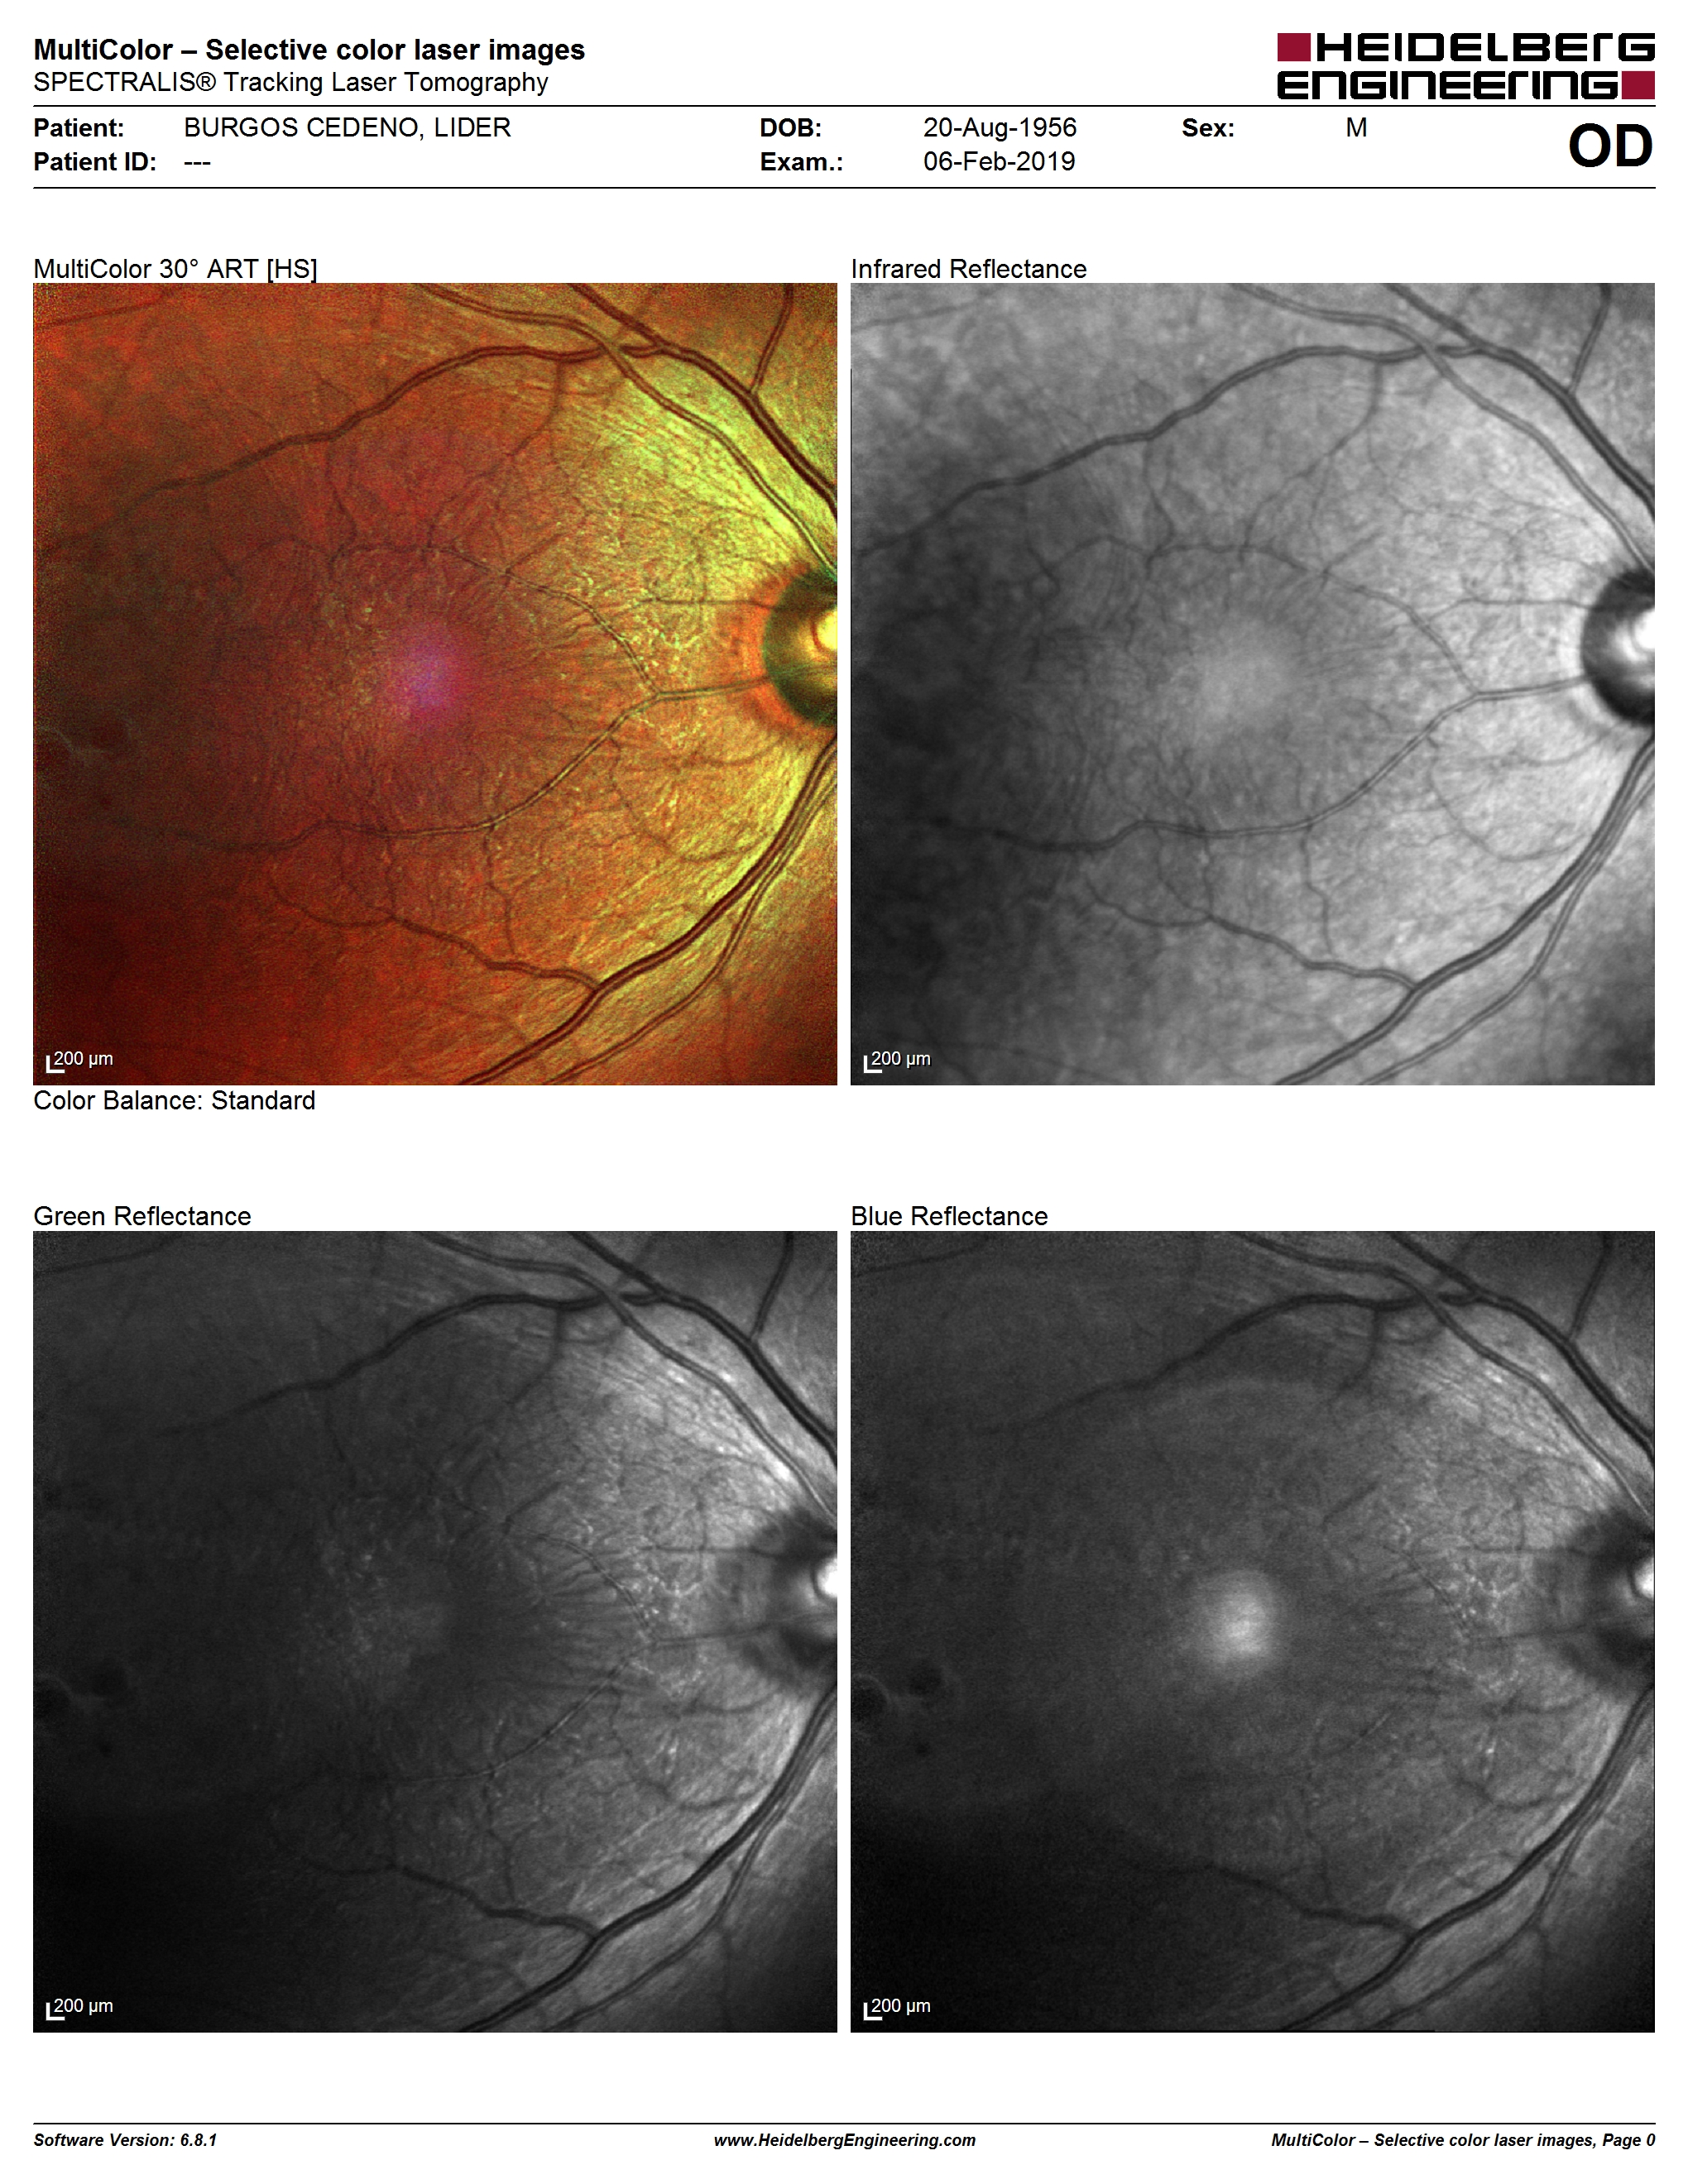 MultiColor – Selective color laser images
SPECTRALIS® Tracking Laser Tomography
HEIDELBERG
ENGINEERING
Patient: BURGOS CEDENO, LIDER DOB: 20-Aug-1956 Sex: M
OD
Patient ID: --- Exam.: 06-Feb-2019
MultiColor 30° ART [HS]
Infrared Reflectance
200 µm
200 µm
Color Balance: Standard
Green Reflectance
Blue Reflectance
200 µm
200 µm
Software Version: 6.8.1 www.HeidelbergEngineering.com MultiColor – Selective color laser images, Page 0